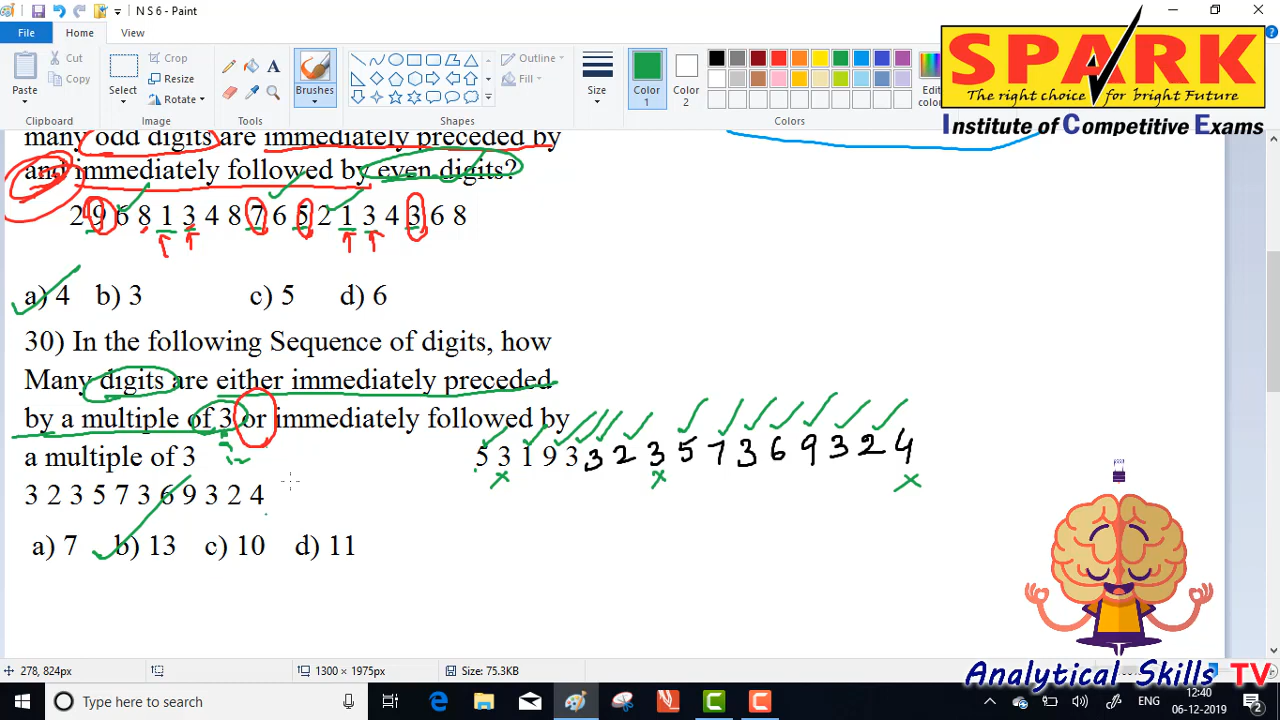 N S 6 - Paint
File Home View
Paste Cut Copy Select Crop Resize Rotate Brushes Outline Fill Size Color 1 Color 2 Edit colors
Clipboard Image Tools Shapes Colors
SPARK
The right choice for bright Future
Institute of Competitive Exams
many odd digits are immediately preceded by
and immediately followed by even digits?
2 9 6 8 1 3 4 8 7 6 5 2 1 3 4 3 6 8
a) 4 b) 3 c) 5 d) 6
30) In the following Sequence of digits, how
Many digits are either immediately preceded
by a multiple of 3 or immediately followed by
a multiple of 3
5 3 1 9 3 3 2 3 5 7 3 6 9 3 2 4
3 2 3 5 7 3 6 9 3 2 4
a) 7 b) 13 c) 10 d) 11
278, 824px 1300 × 1975px Size: 75.3KB
Analytical Skills TV
Type here to search
ENG
12:40
06-12-2019
2